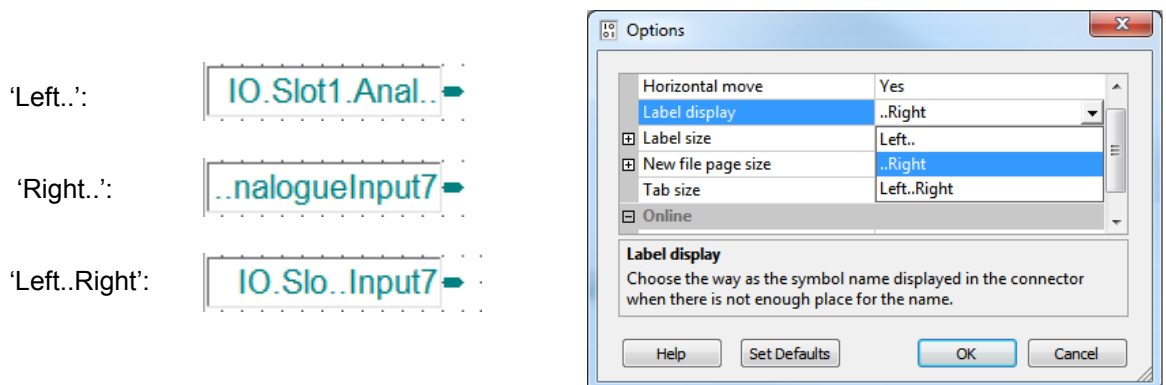 ‘Left..’:
IO.Slot1.Anal..
‘Right..’:
..nalogueInput7
‘Left..Right’:
IO.Slo..Input7
Options
Horizontal move Yes
Label display ..Right
Label size Left..
New file page size ..Right
Tab size Left..Right
Online
Label display
Choose the way as the symbol name displayed in the connector
when there is not enough place for the name.
Help Set Defaults OK Cancel